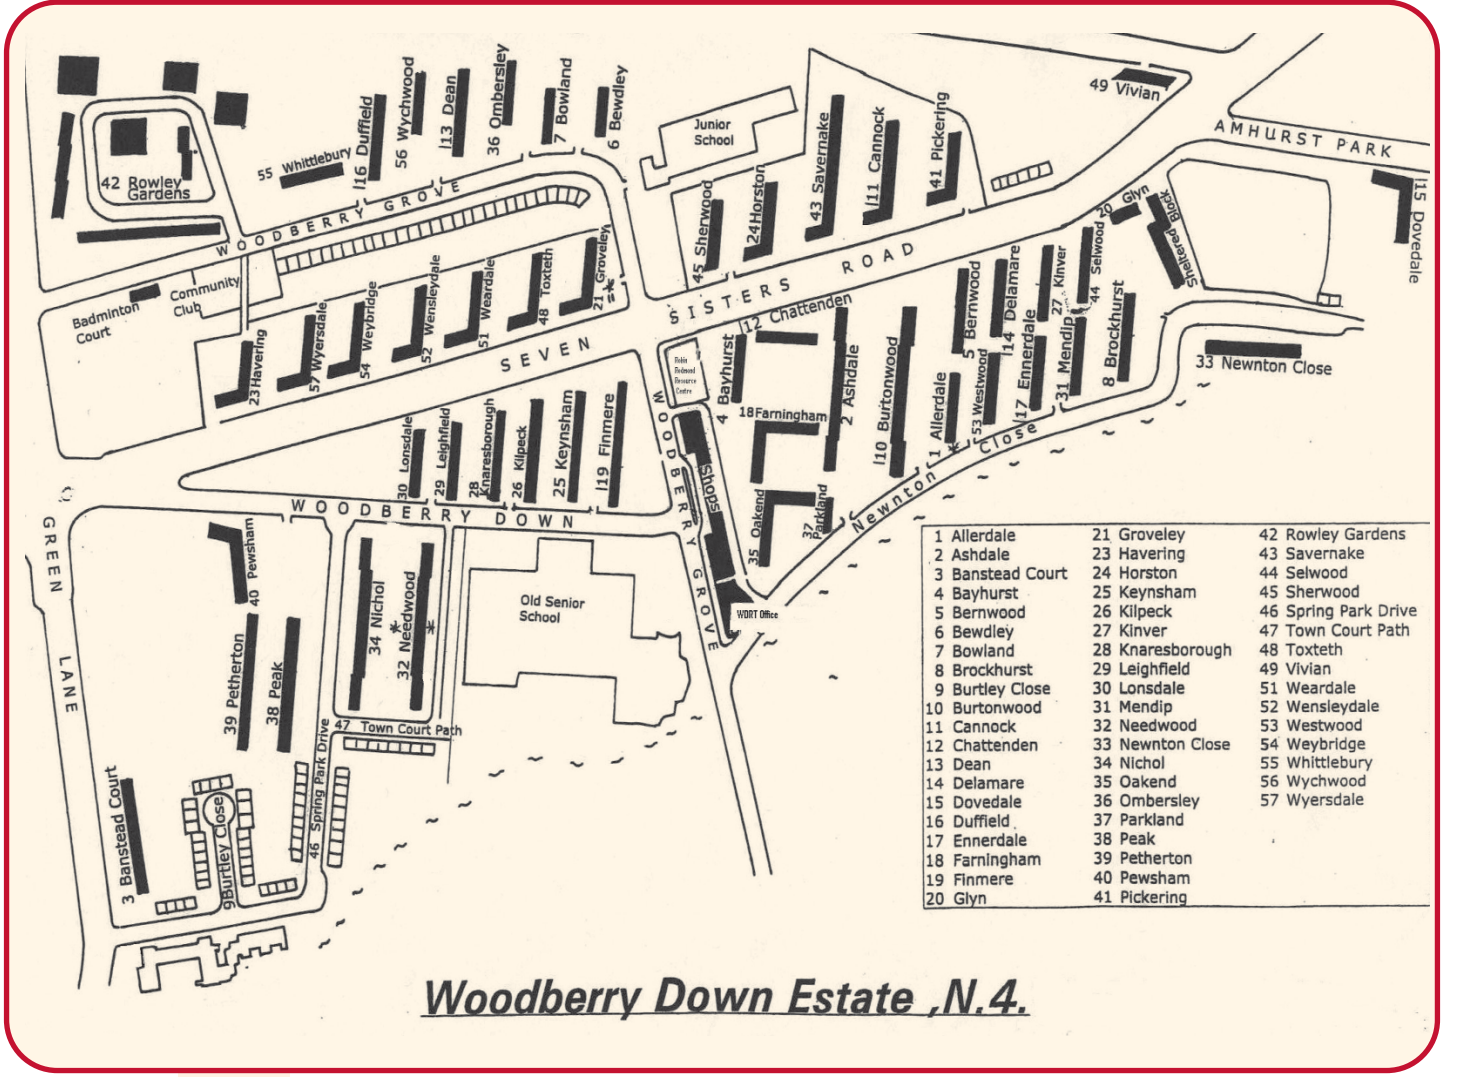 49 Vivian
AMHURST PARK
15 Dovedale
42 Rowley
Gardens
55 Whittlebury
16 Duffield
56 Wychwood
13 Dean
36 Ombersley
7 Bowland
6 Bewdley
Junior
School
45 Sherwood
24 Horston
43 Savernake
11 Cannock
41 Pickering
WOODBERRY GROVE
Community
Club
Badminton
Court
23 Havering
57 Wyersdale
54 Weybridge
52 Wensleydale
51 Weardale
48 Toxteth
21 Groveley
SEVEN SISTERS ROAD
20 Glyn
Sheltered Block
44 Selwood
27 Kinver
14 Delamare
5 Bernwood
12 Chattenden
Robin
Redmond
Resource
Centre
4 Bayhurst
2 Ashdale
18 Farningham
10 Burtonwood
1 Allerdale
53 Westwood
17 Ennerdale
31 Mendip
8 Brockhurst
33 Newnton Close
Newnton Close
30 Lonsdale
29 Leighfield
28 Knaresborough
26 Kilpeck
25 Keynsham
19 Finmere
WOODBERRY DOWN
WOODBERRY GROVE
Shops
35 Oakend
37 Parkland
WDRT Office
GREEN LANE
40 Pewsham
39 Petherton
38 Peak
34 Nichol
32 Needwood
Old Senior
School
47 Town Court Path
46 Spring Park Drive
3 Banstead Court
9 Burtley Close
1 Allerdale
2 Ashdale
3 Banstead Court
4 Bayhurst
5 Bernwood
6 Bewdley
7 Bowland
8 Brockhurst
9 Burtley Close
10 Burtonwood
11 Cannock
12 Chattenden
13 Dean
14 Delamare
15 Dovedale
16 Duffield
17 Ennerdale
18 Farningham
19 Finmere
20 Glyn
21 Groveley
23 Havering
24 Horston
25 Keynsham
26 Kilpeck
27 Kinver
28 Knaresborough
29 Leighfield
30 Lonsdale
31 Mendip
32 Needwood
33 Newnton Close
34 Nichol
35 Oakend
36 Ombersley
37 Parkland
38 Peak
39 Petherton
40 Pewsham
41 Pickering
42 Rowley Gardens
43 Savernake
44 Selwood
45 Sherwood
46 Spring Park Drive
47 Town Court Path
48 Toxteth
49 Vivian
51 Weardale
52 Wensleydale
53 Westwood
54 Weybridge
55 Whittlebury
56 Wychwood
57 Wyersdale
Woodberry Down Estate ,N.4.